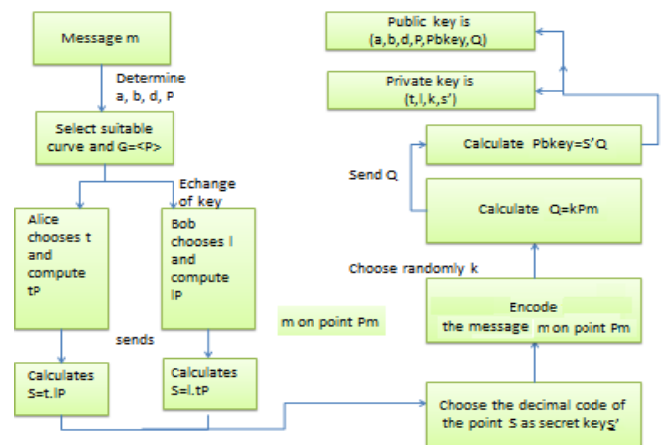 Message m
Determine
a, b, d, P
Select suitable
curve and G=<P>
Echange
of key
Alice
chooses t
and
compute
tP
Bob
chooses l
and
compute
lP
sends
Calculates
S=t.lP
Calculates
S=l.tP
m on point Pm
Public key is
(a,b,d,P,Pbkey,Q)
Private key is
(t,l,k,s’)
Calculate Pbkey=S’Q
Send Q
Calculate Q=kPm
Choose randomly k
Encode
the message m on point Pm
Choose the decimal code of
the point S as secret keys’